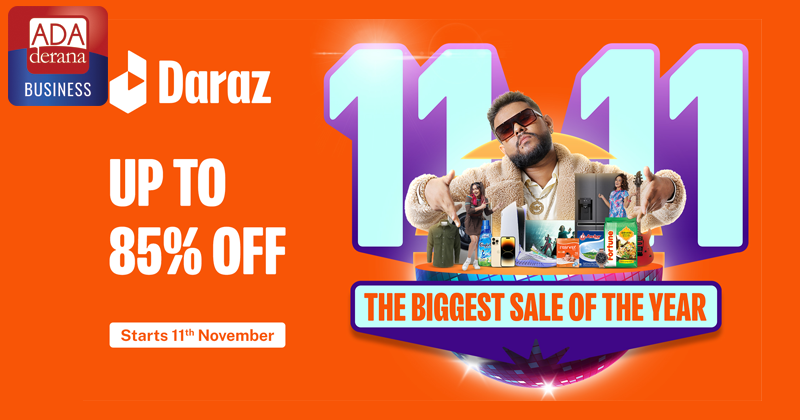 ADA
derana
BUSINESS
Daraz
11 11
UP TO
85% OFF
fortune
THE BIGGEST SALE OF THE YEAR
Starts 11th November